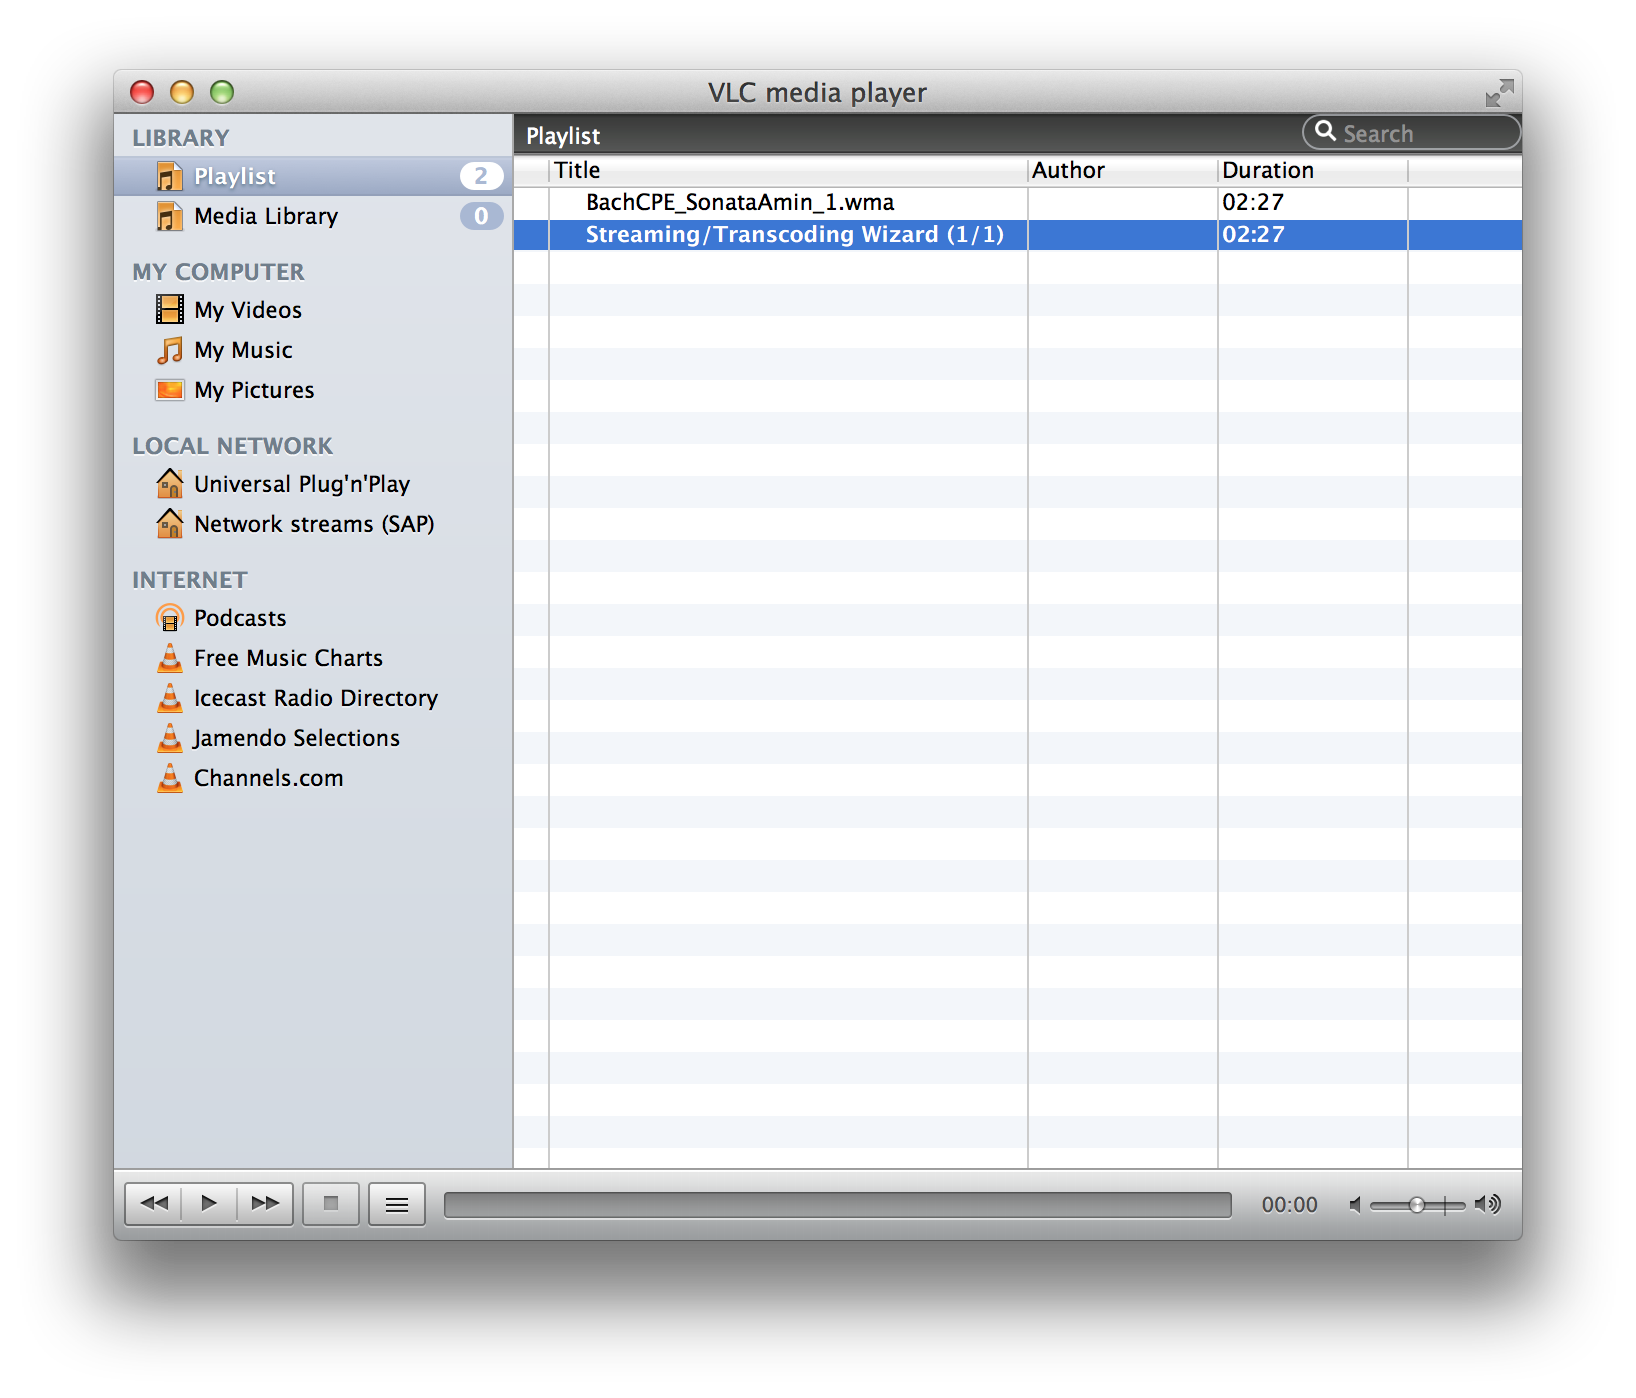 VLC media player
LIBRARY
Playlist 2
Media Library 0
MY COMPUTER
My Videos
My Music
My Pictures
LOCAL NETWORK
Universal Plug'n'Play
Network streams (SAP)
INTERNET
Podcasts
Free Music Charts
Icecast Radio Directory
Jamendo Selections
Channels.com
Playlist Search
Title Author Duration
BachCPE_SonataAmin_1.wma 02:27
Streaming/Transcoding Wizard (1/1) 02:27
00:00